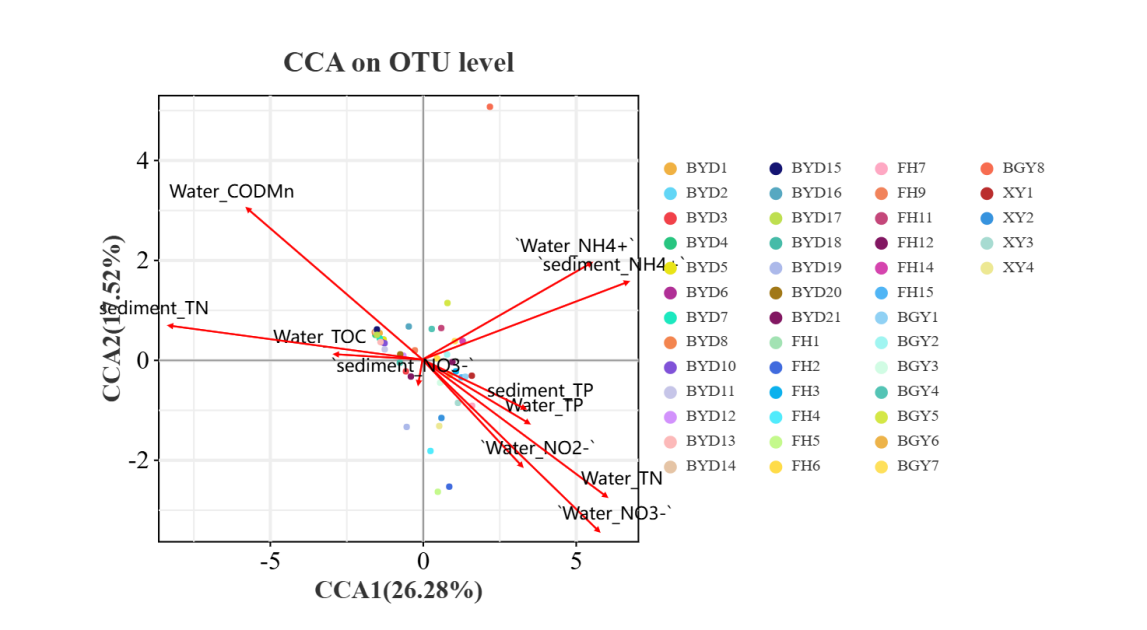 CCA on OTU level
CCA2(17.52%)
4
2
0
-2
-5
0
5
CCA1(26.28%)
Water_CODMn
`Water_NH4+`
`sediment_NH4+`
sediment_TN
Water_TOC
`sediment_NO3-`
sediment_TP
Water_TP
`Water_NO2-`
Water_TN
`Water_NO3-`
BYD1
BYD2
BYD3
BYD4
BYD5
BYD6
BYD7
BYD8
BYD10
BYD11
BYD12
BYD13
BYD14
BYD15
BYD16
BYD17
BYD18
BYD19
BYD20
BYD21
FH1
FH2
FH3
FH4
FH5
FH6
FH7
FH9
FH11
FH12
FH14
FH15
BGY1
BGY2
BGY3
BGY4
BGY5
BGY6
BGY7
BGY8
XY1
XY2
XY3
XY4